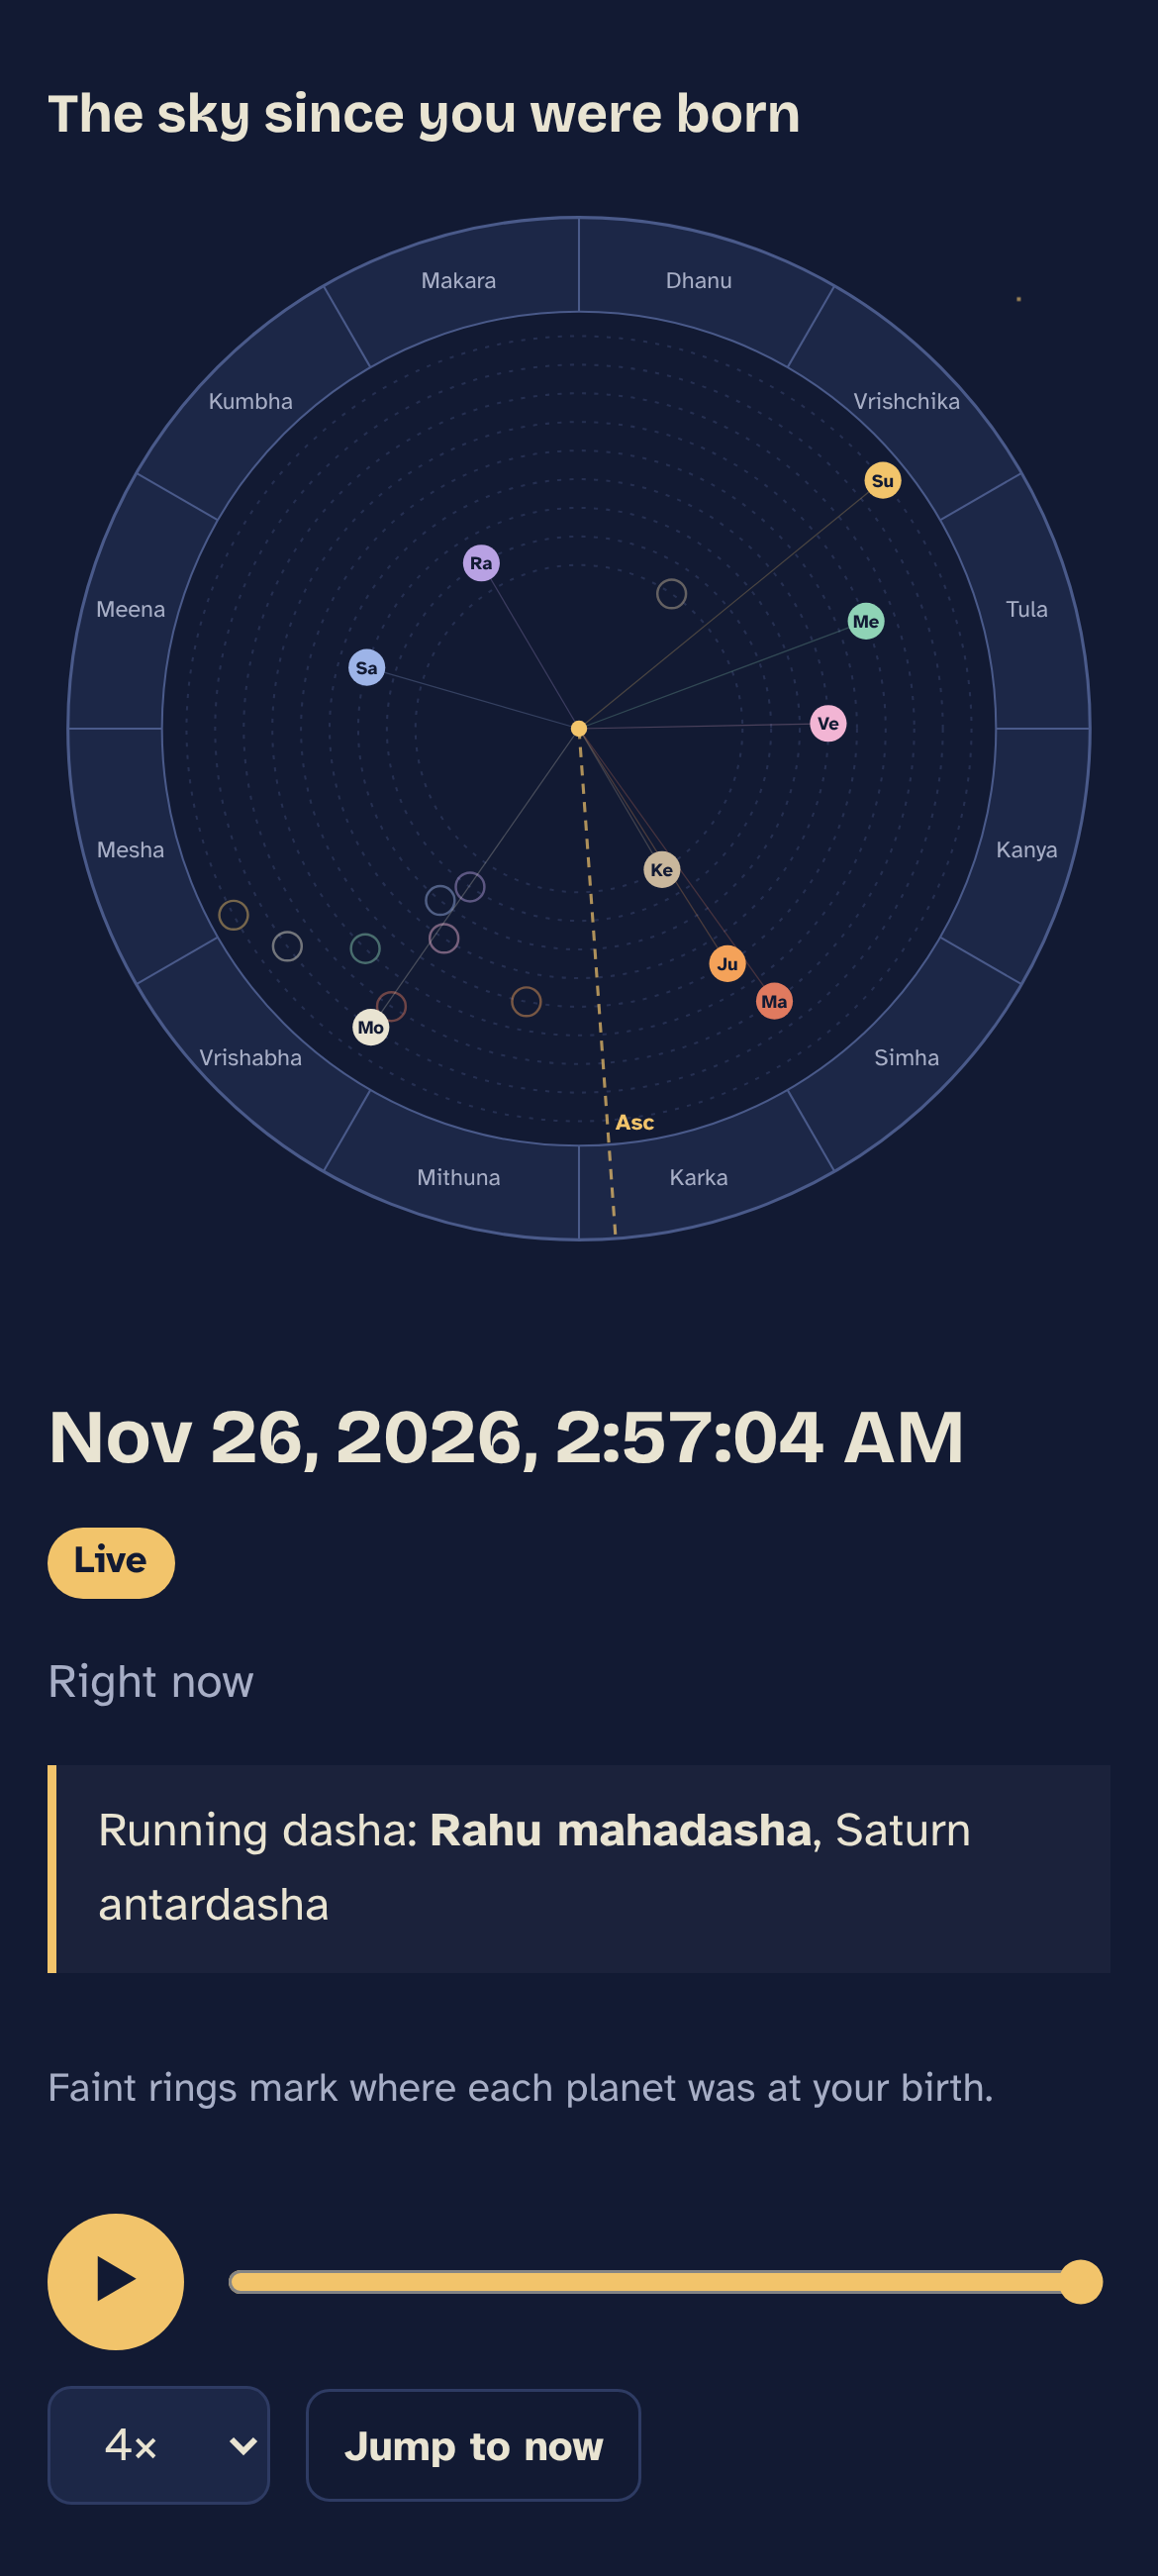 The sky since you were born
Makara
Dhanu
Kumbha
Vrishchika
Su
Ra
Meena
Tula
Me
Sa
Ve
Mesha
Kanya
Ke
Ju
Ma
Mo
Vrishabha
Simha
Asc
Mithuna
Karka
Nov 26, 2026, 2:57:04 AM
Live
Right now
Running dasha: Rahu mahadasha, Saturn
antardasha
Faint rings mark where each planet was at your birth.
4×
Jump to now